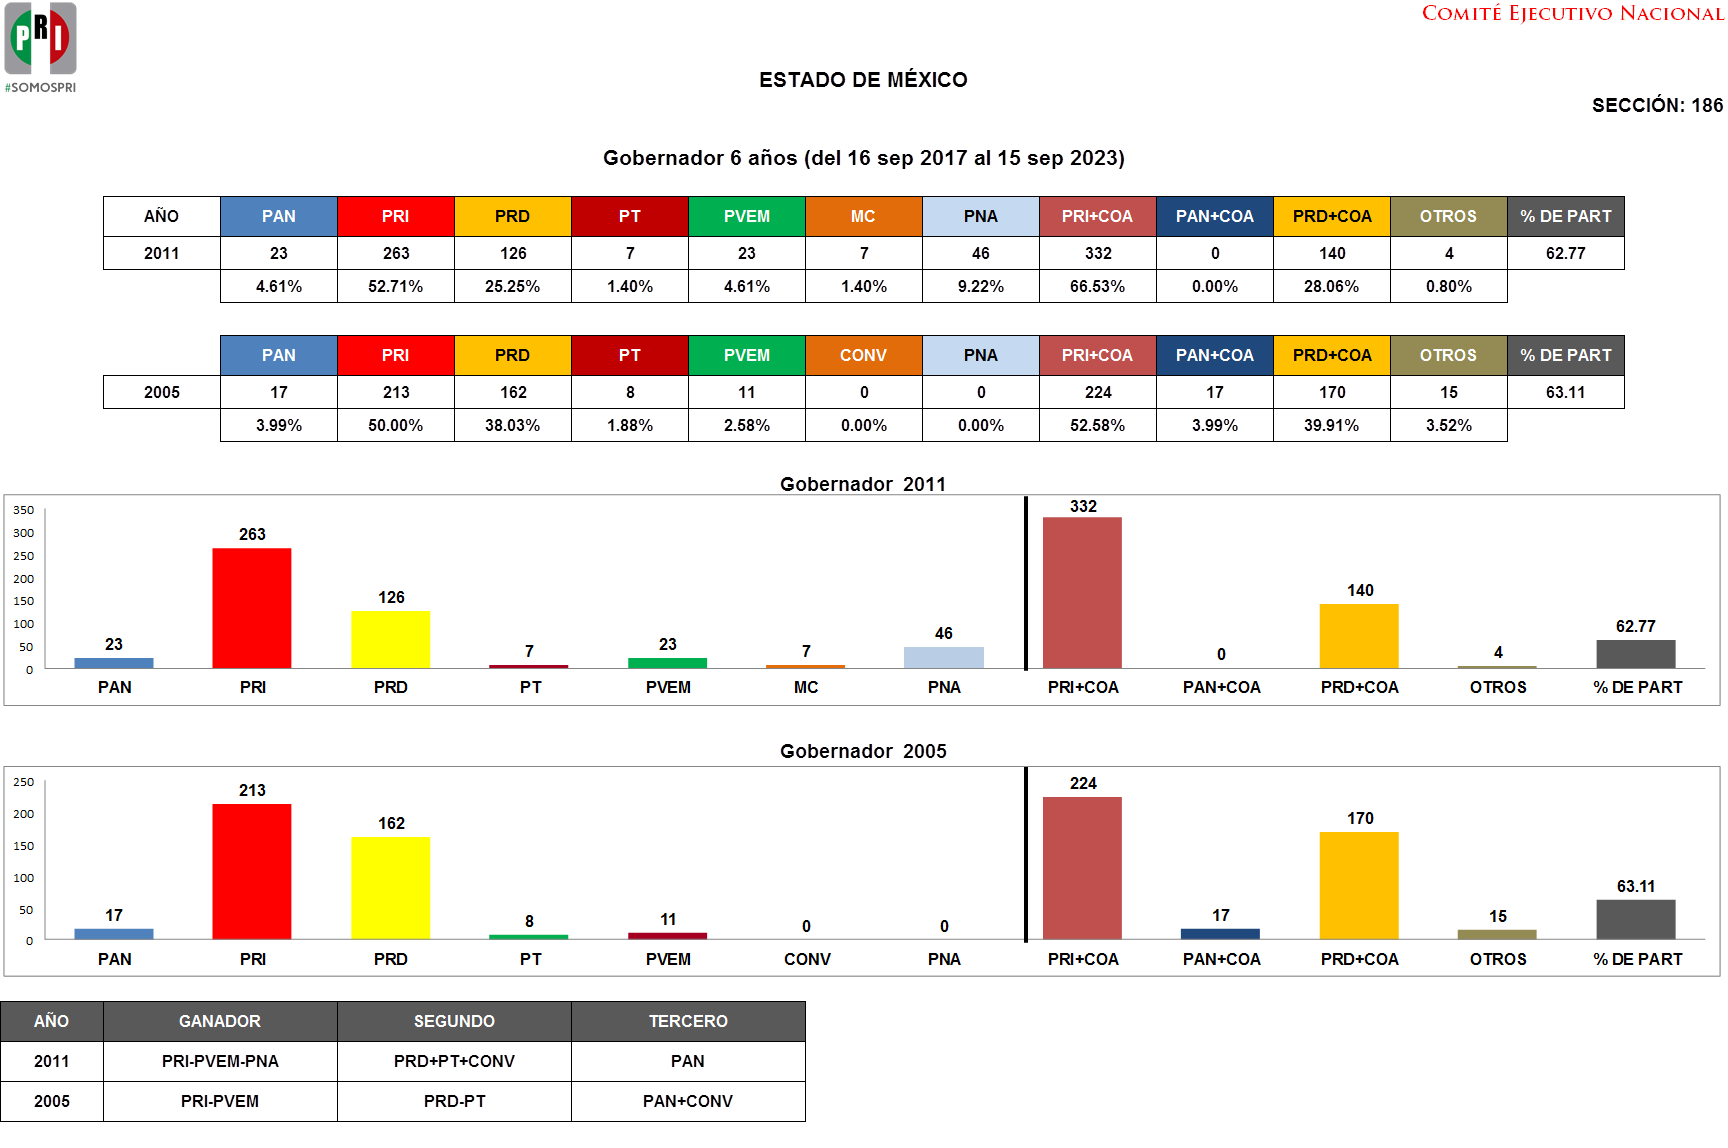 PRI
#SOMOSPRI
COMITÉ EJECUTIVO NACIONAL
ESTADO DE MÉXICO
SECCIÓN: 186
Gobernador 6 años (del 16 sep 2017 al 15 sep 2023)
AÑO PAN PRI PRD PT PVEM MC PNA PRI+COA PAN+COA PRD+COA OTROS % DE PART
2011 23 263 126 7 23 7 46 332 0 140 4 62.77
4.61% 52.71% 25.25% 1.40% 4.61% 1.40% 9.22% 66.53% 0.00% 28.06% 0.80%
PAN PRI PRD PT PVEM CONV PNA PRI+COA PAN+COA PRD+COA OTROS % DE PART
2005 17 213 162 8 11 0 0 224 17 170 15 63.11
3.99% 50.00% 38.03% 1.88% 2.58% 0.00% 0.00% 52.58% 3.99% 39.91% 3.52%
Gobernador 2011
350
300
250
200
150
100
50
0
23 263 126 7 23 7 46 332 0 140 4 62.77
PAN PRI PRD PT PVEM MC PNA PRI+COA PAN+COA PRD+COA OTROS % DE PART
Gobernador 2005
250
200
150
100
50
0
17 213 162 8 11 0 0 224 17 170 15 63.11
PAN PRI PRD PT PVEM CONV PNA PRI+COA PAN+COA PRD+COA OTROS % DE PART
AÑO GANADOR SEGUNDO TERCERO
2011 PRI-PVEM-PNA PRD+PT+CONV PAN
2005 PRI-PVEM PRD-PT PAN+CONV